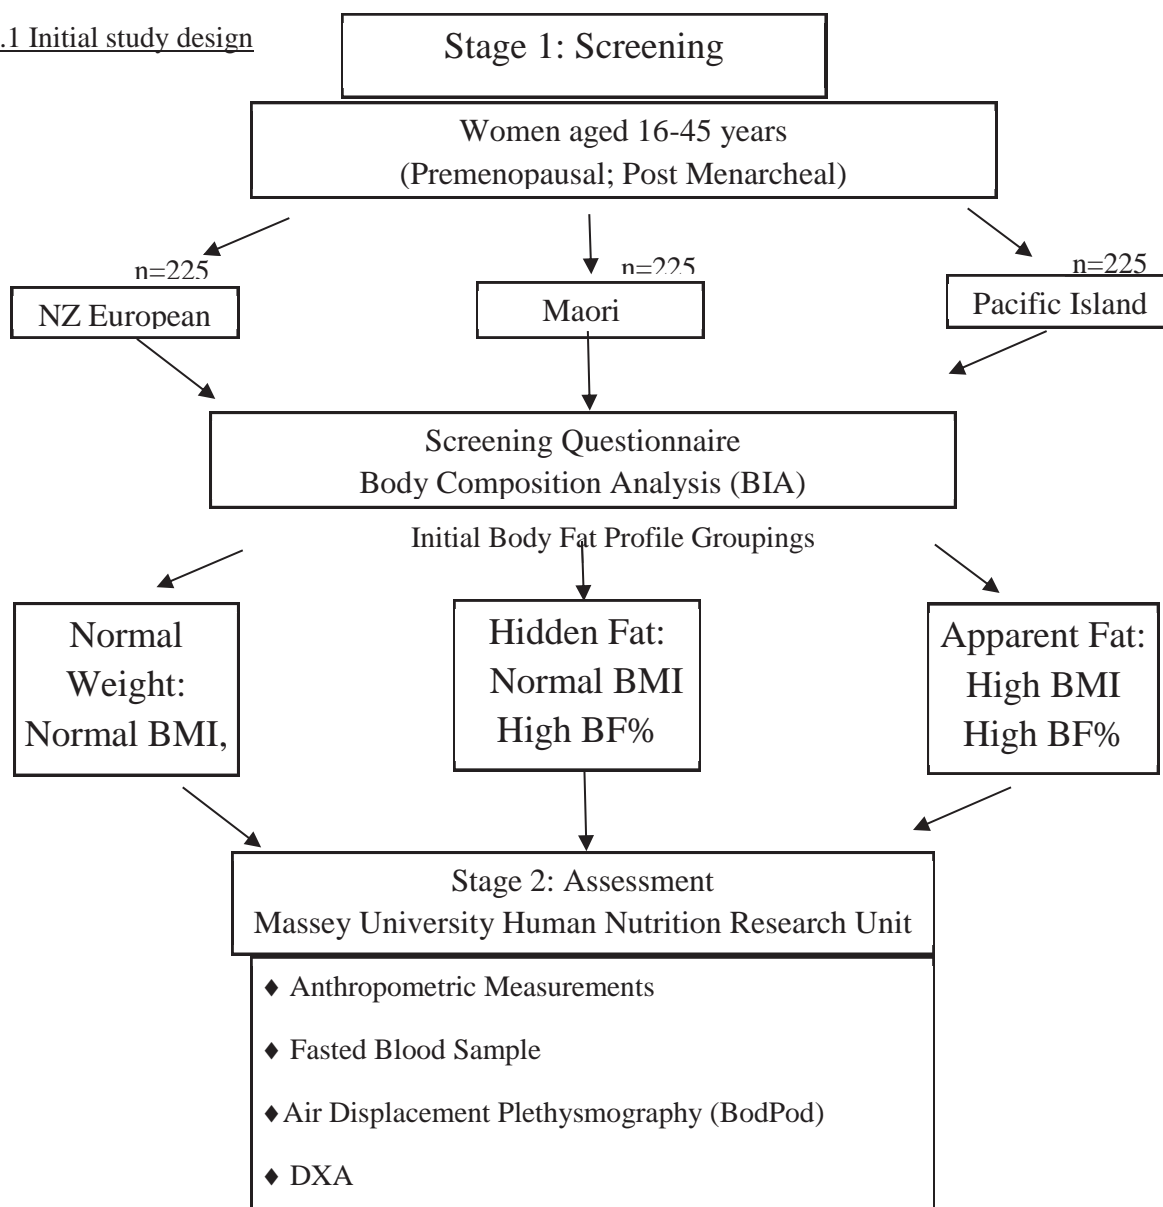 .1 Initial study design
Stage 1: Screening
Women aged 16-45 years
(Premenopausal; Post Menarcheal)
n=225
n=225
n=225
NZ European
Maori
Pacific Island
Screening Questionnaire
Body Composition Analysis (BIA)
Initial Body Fat Profile Groupings
Normal
Weight:
Normal BMI,
Hidden Fat:
Normal BMI
High BF%
Apparent Fat:
High BMI
High BF%
Stage 2: Assessment
Massey University Human Nutrition Research Unit
♦ Anthropometric Measurements
♦ Fasted Blood Sample
♦Air Displacement Plethysmography (BodPod)
♦ DXA